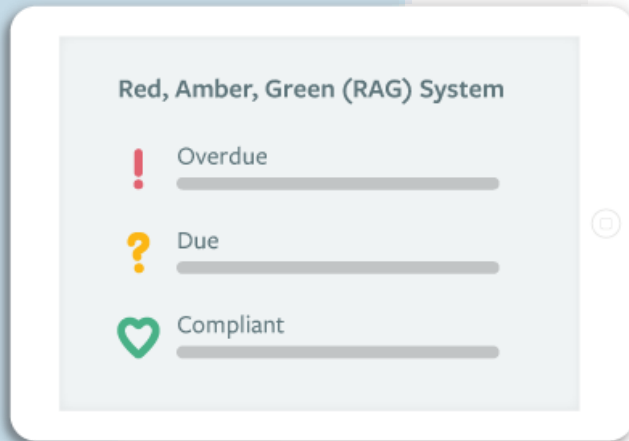 Red, Amber, Green (RAG) System
Overdue
Due
Compliant